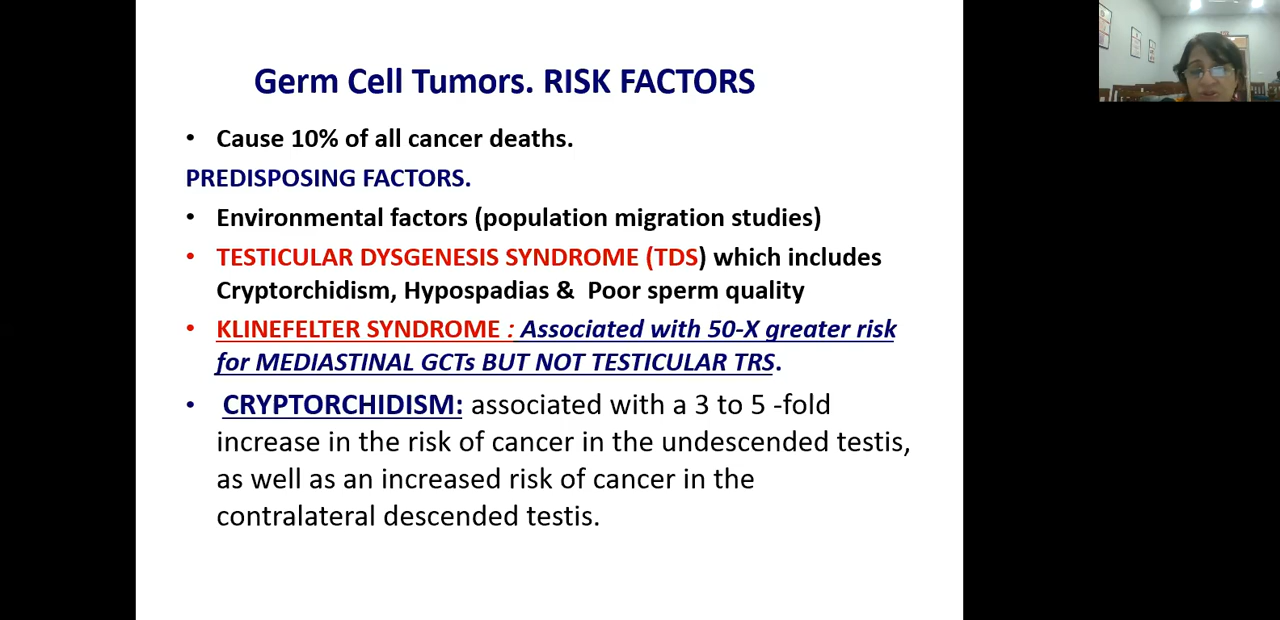 Germ Cell Tumors. RISK FACTORS
• Cause 10% of all cancer deaths.
PREDISPOSING FACTORS.
• Environmental factors (population migration studies)
• TESTICULAR DYSGENESIS SYNDROME (TDS) which includes
Cryptorchidism, Hypospadias & Poor sperm quality
• KLINEFELTER SYNDROME : Associated with 50-X greater risk
for MEDIASTINAL GCTs BUT NOT TESTICULAR TRS.
• CRYPTORCHIDISM: associated with a 3 to 5 -fold
increase in the risk of cancer in the undescended testis,
as well as an increased risk of cancer in the
contralateral descended testis.